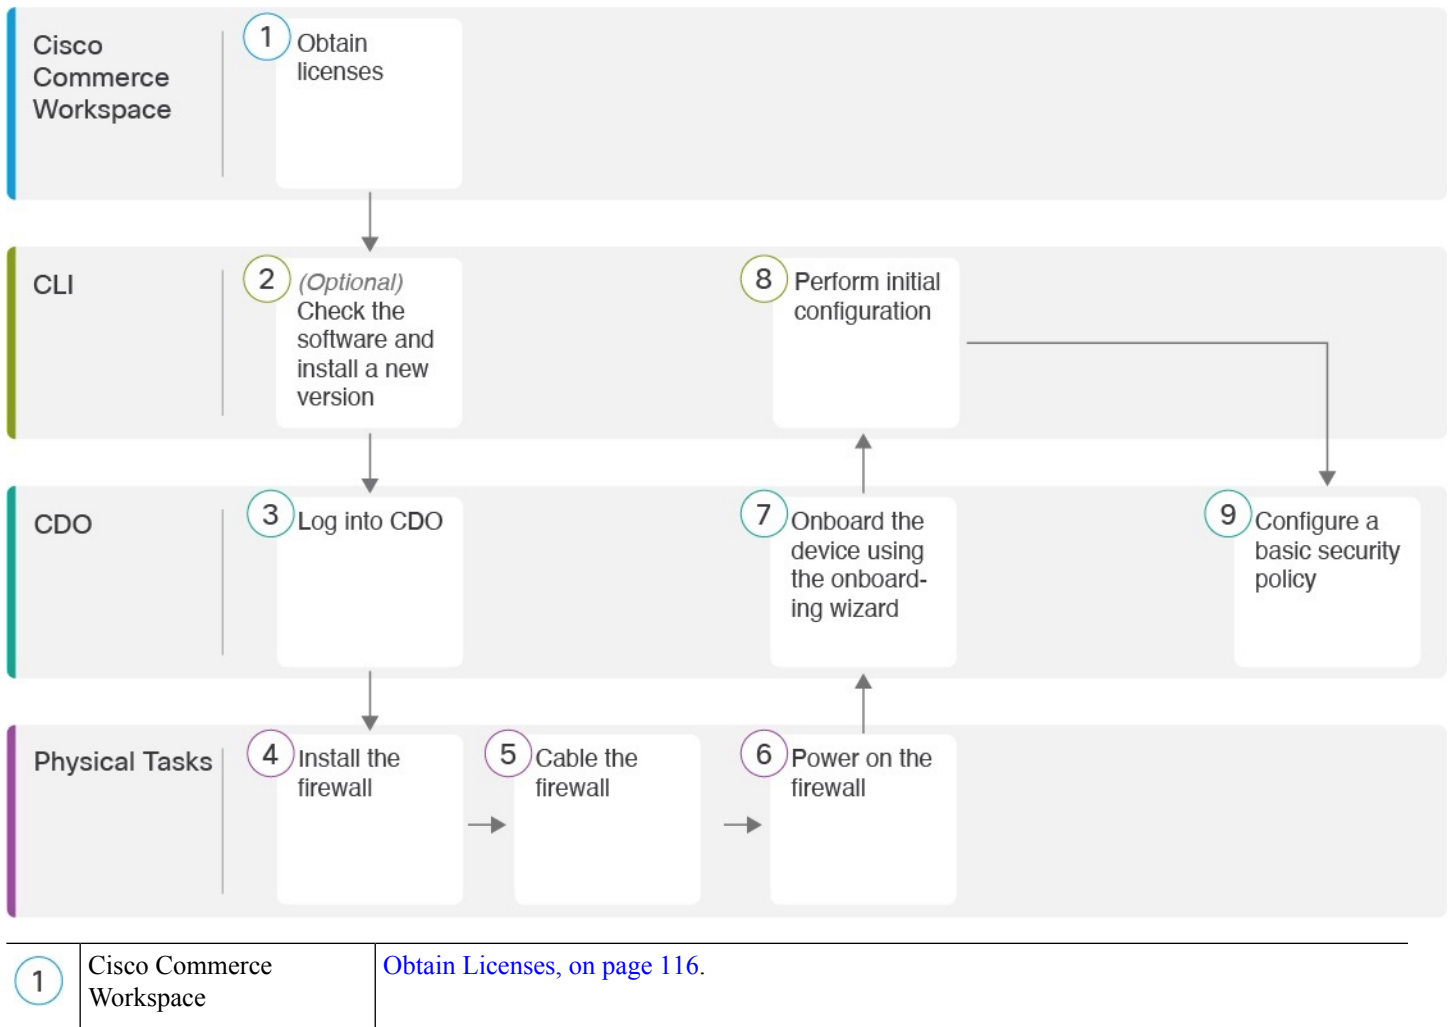 Cisco
Commerce
Workspace
1
Obtain
licenses
CLI
2
(Optional)
Check the
software and
install a new
version
8
Perform initial
configuration
CDO
3
Log into CDO
7
Onboard the
device using
the onboard-
ing wizard
9
Configure a
basic security
policy
Physical Tasks
4
Install the
firewall
5
Cable the
firewall
6
Power on the
firewall
1
Cisco Commerce
Workspace
Obtain Licenses, on page 116.